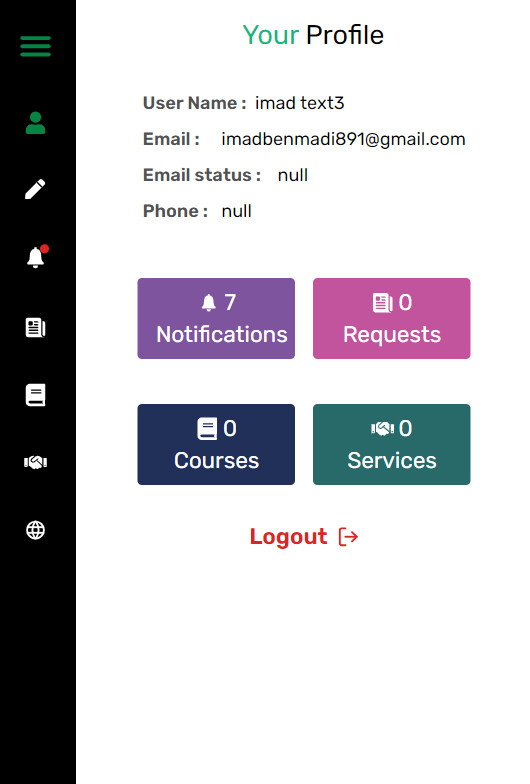 Your Profile
User Name : imad text3
Email : imadbenmadi891@gmail.com
Email status : null
Phone : null
7
Notifications
0
Requests
0
Courses
0
Services
Logout